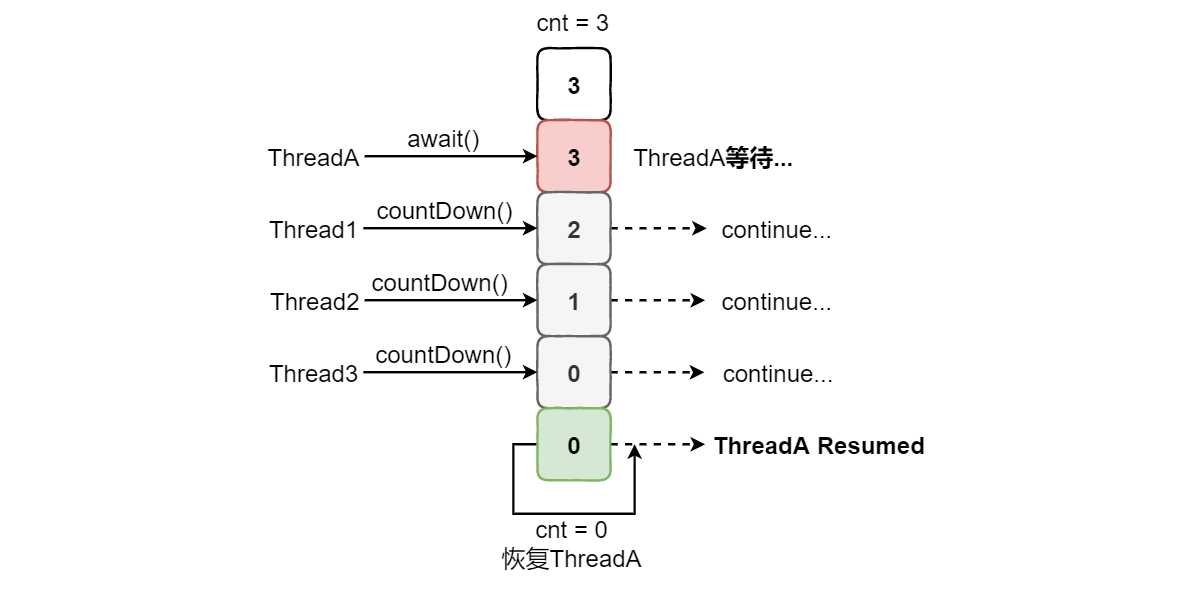 cnt = 3
3
await()
ThreadA
3
ThreadA等待...
countDown()
Thread1
2
continue...
countDown()
Thread2
1
continue...
countDown()
Thread3
0
continue...
0
ThreadA Resumed
cnt = 0
恢复ThreadA